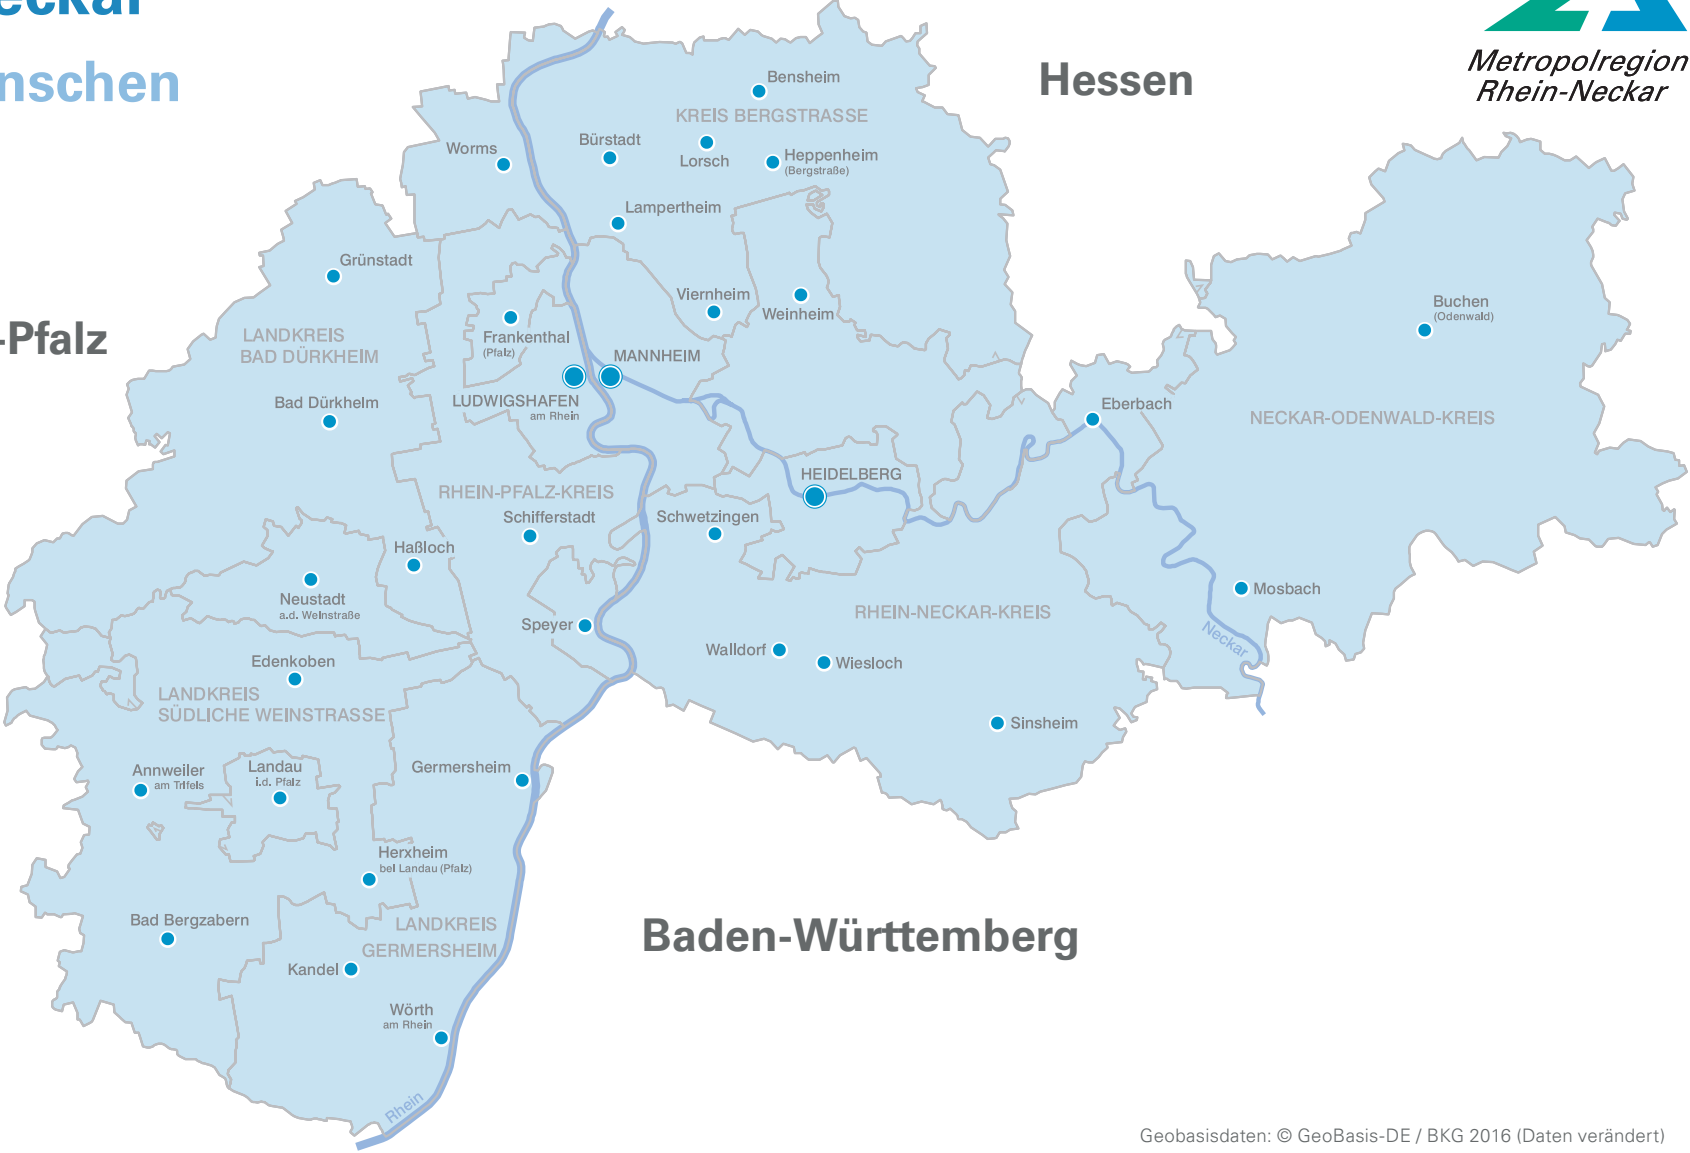 nschen
Hessen
Metropolregion
Rhein-Neckar
Bensheim
KREIS BERGSTRASSE
Bürstadt
Worms
Lorsch
Heppenheim
(Bergstraße)
Lampertheim
Grünstadt
Viernheim
Weinheim
Buchen
(Odenwald)
-Pfalz
LANDKREIS
BAD DÜRKHEIM
Frankenthal
(Pfalz)
MANNHEIM
Bad Dürkheim
LUDWIGSHAFEN
am Rhein
Eberbach
NECKAR-ODENWALD-KREIS
HEIDELBERG
RHEIN-PFALZ-KREIS
Schifferstadt
Schwetzingen
Haßloch
Neustadt
a.d. Weinstraße
Mosbach
RHEIN-NECKAR-KREIS
Speyer
Neckar
Walldorf
Wiesloch
Edenkoben
LANDKREIS
SÜDLICHE WEINSTRASSE
Sinsheim
Annweiler
am Trifels
Landau
i.d. Pfalz
Germersheim
Herxheim
bei Landau (Pfalz)
Bad Bergzabern
LANDKREIS
GERMERSHEIM
Baden-Württemberg
Kandel
Wörth
am Rhein
Rhein
Geobasisdaten: © GeoBasis-DE / BKG 2016 (Daten verändert)